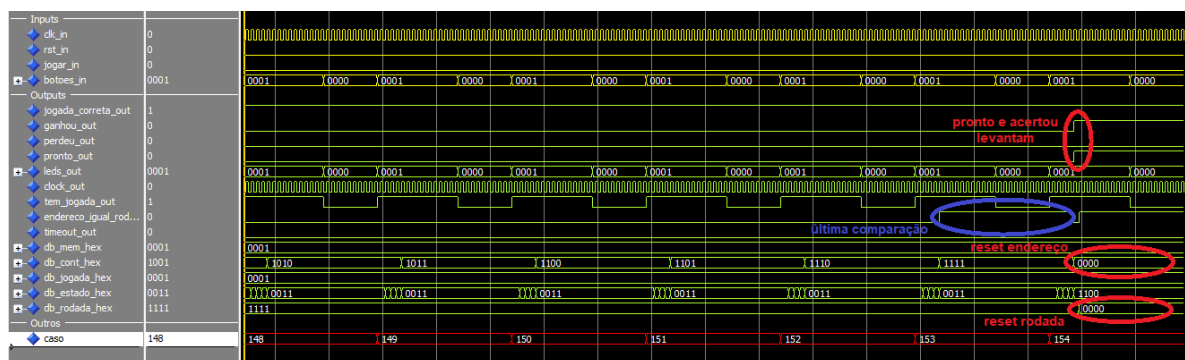 Inputs
clk_in 0
rst_in 0
jogar_in 0
botoes_in 0001 0001 0000 0001 0000 0001 0000 0001 0000 0001 0000 0001 0000 0001 0000
Outputs
jogada_correta_out 1
ganhou_out 0 pronto e acertou
perdeu_out 0 levantam
pronto_out 0
leds_out 0001 0001 0000 0001 0000 0001 0000 0001 0000 0001 0000 0001 0000 0001 0000
clock_out 0
tem_jogada_out 1
endereco_igual_rod... 0
timeout_out 0 última comparação
db_mem_hex 0001 0001 reset endereço
db_cont_hex 1001 1010 1011 1100 1101 1110 1111 0000
db_jogada_hex 0001 0001
db_estado_hex 0011 0011 0011 0011 0011 0011 0011 1100
db_rodada_hex 1111 1111 0000
Outros reset rodada
caso 148 148 149 150 151 152 153 154